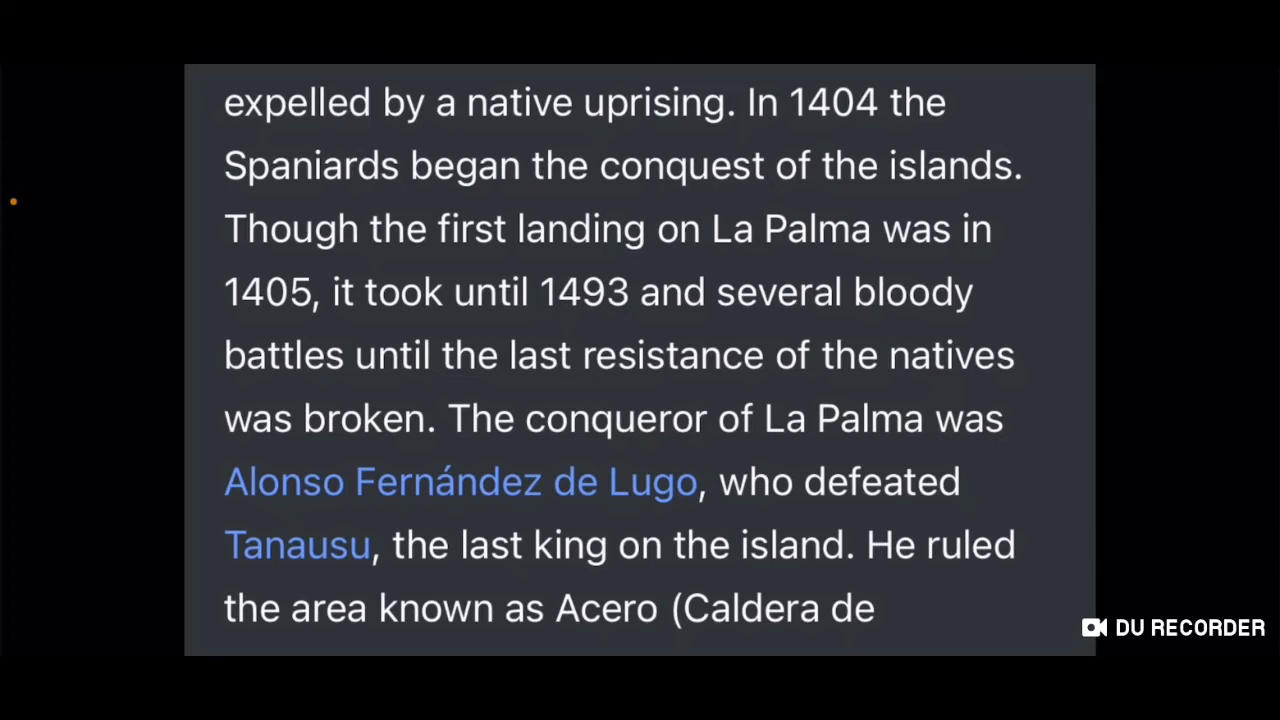 expelled by a native uprising. In 1404 the
Spaniards began the conquest of the islands.
Though the first landing on La Palma was in
1405, it took until 1493 and several bloody
battles until the last resistance of the natives
was broken. The conqueror of La Palma was
Alonso Fernández de Lugo, who defeated
Tanausu, the last king on the island. He ruled
the area known as Acero (Caldera de
DU RECORDER